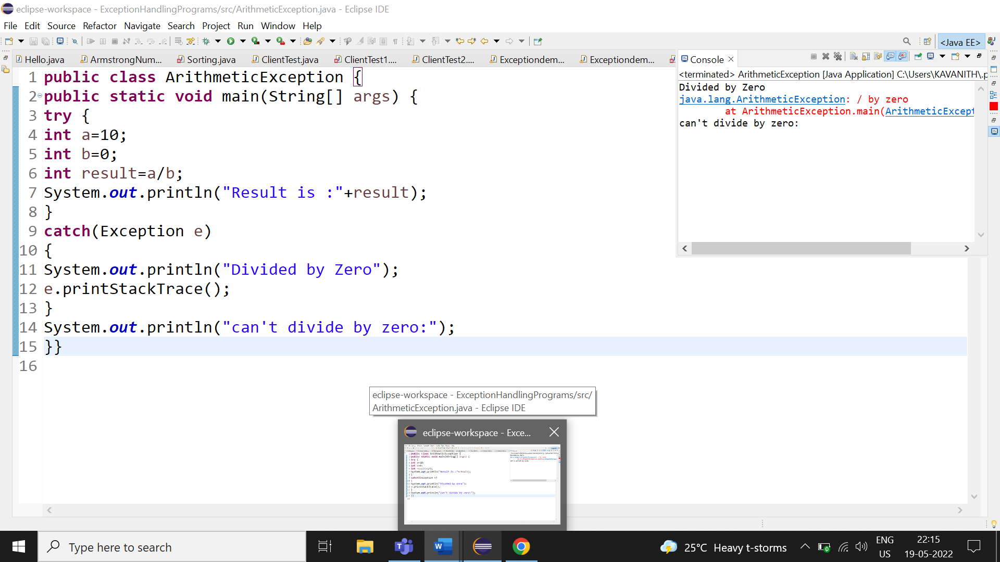 eclipse-workspace - ExceptionHandlingPrograms/src/ArithmeticException.java - Eclipse IDE
File Edit Source Refactor Navigate Search Project Run Window Help
<Java EE>
Hello.java ArmstrongNum... Sorting.java ClientTest.java ClientTest1.... ClientTest2.... Exceptiondem... Exceptiondem...
1 public class ArithmeticException {
2 public static void main(String[] args) {
3 try {
4 int a=10;
5 int b=0;
6 int result=a/b;
7 System.out.println("Result is :"+result);
8 }
9 catch(Exception e)
10 {
11 System.out.println("Divided by Zero");
12 e.printStackTrace();
13 }
14 System.out.println("can't divide by zero:");
15 }}
16
Console
<terminated> ArithmeticException [Java Application] C:\Users\KAVANITH\.p
Divided by Zero
java.lang.ArithmeticException: / by zero
at ArithmeticException.main(ArithmeticExcept
can't divide by zero:
eclipse-workspace - ExceptionHandlingPrograms/src/
ArithmeticException.java - Eclipse IDE
eclipse-workspace - Exce...
Type here to search
25°C Heavy t-storms
ENG
US
22:15
19-05-2022